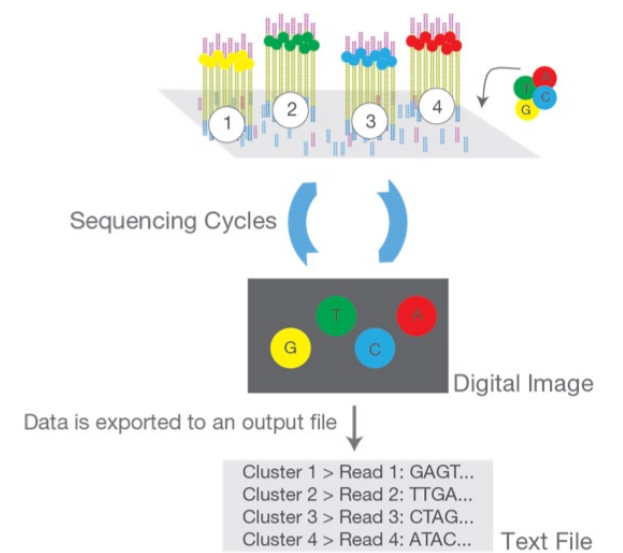 1
2
3
4
A
T
C
G
Sequencing Cycles
T
A
G
C
Digital Image
Data is exported to an output file
Cluster 1 > Read 1: GAGT...
Cluster 2 > Read 2: TTGA...
Cluster 3 > Read 3: CTAG...
Cluster 4 > Read 4: ATAC...
Text File